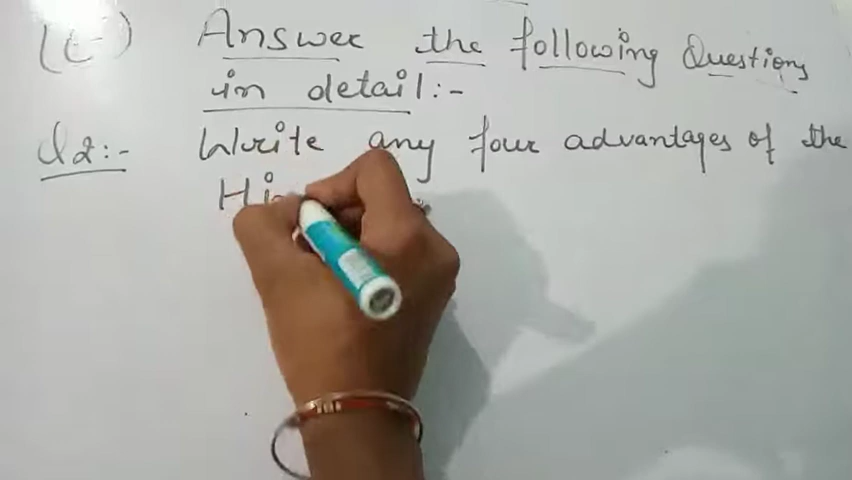 (C) Answer the following Questions
in detail:-
Q2:- Write any four advantages of the